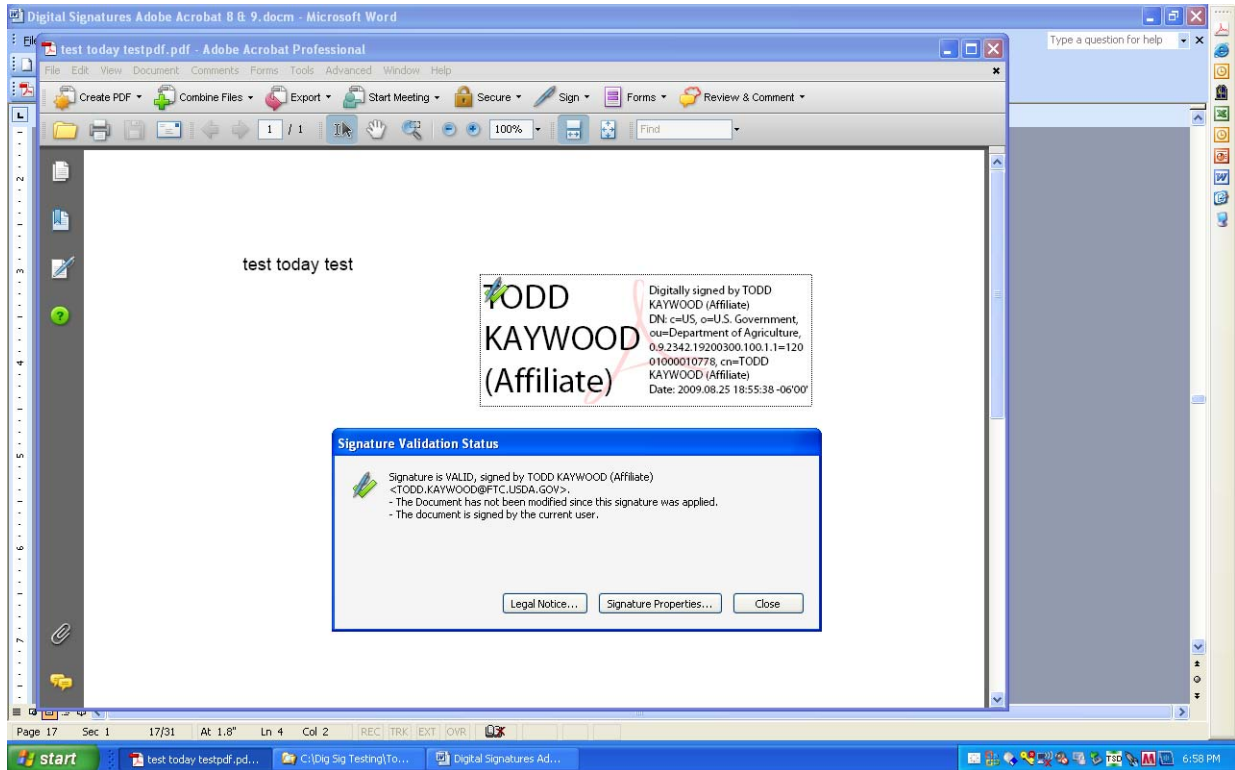 Digital Signatures Adobe Acrobat 8 & 9.docm - Microsoft Word
Type a question for help
test today testpdf.pdf - Adobe Acrobat Professional
File Edit View Document Comments Forms Tools Advanced Window Help
Create PDF Combine Files Export Start Meeting Secure Sign Forms Review & Comment
1 / 1 100% Find
test today test
TODD
KAYWOOD
(Affiliate)
Digitally signed by TODD
KAYWOOD (Affiliate)
DN: c=US, o=U.S. Government,
ou=Department of Agriculture,
0.9.2342.19200300.100.1.1=120
01000010778, cn=TODD
KAYWOOD (Affiliate)
Date: 2009.08.25 18:55:38 -06'00'
Signature Validation Status
Signature is VALID, signed by TODD KAYWOOD (Affiliate)
<TODD.KAYWOOD@FTC.USDA.GOV>.
- The Document has not been modified since this signature was applied.
- The document is signed by the current user.
Legal Notice... Signature Properties... Close
Page 17 Sec 1 17/31 At 1.8" Ln 4 Col 2 REC TRK EXT OVR
start test today testpdf.pd... C:\Dig Sig Testing\To... Digital Signatures Ad... TSD 6:58 PM